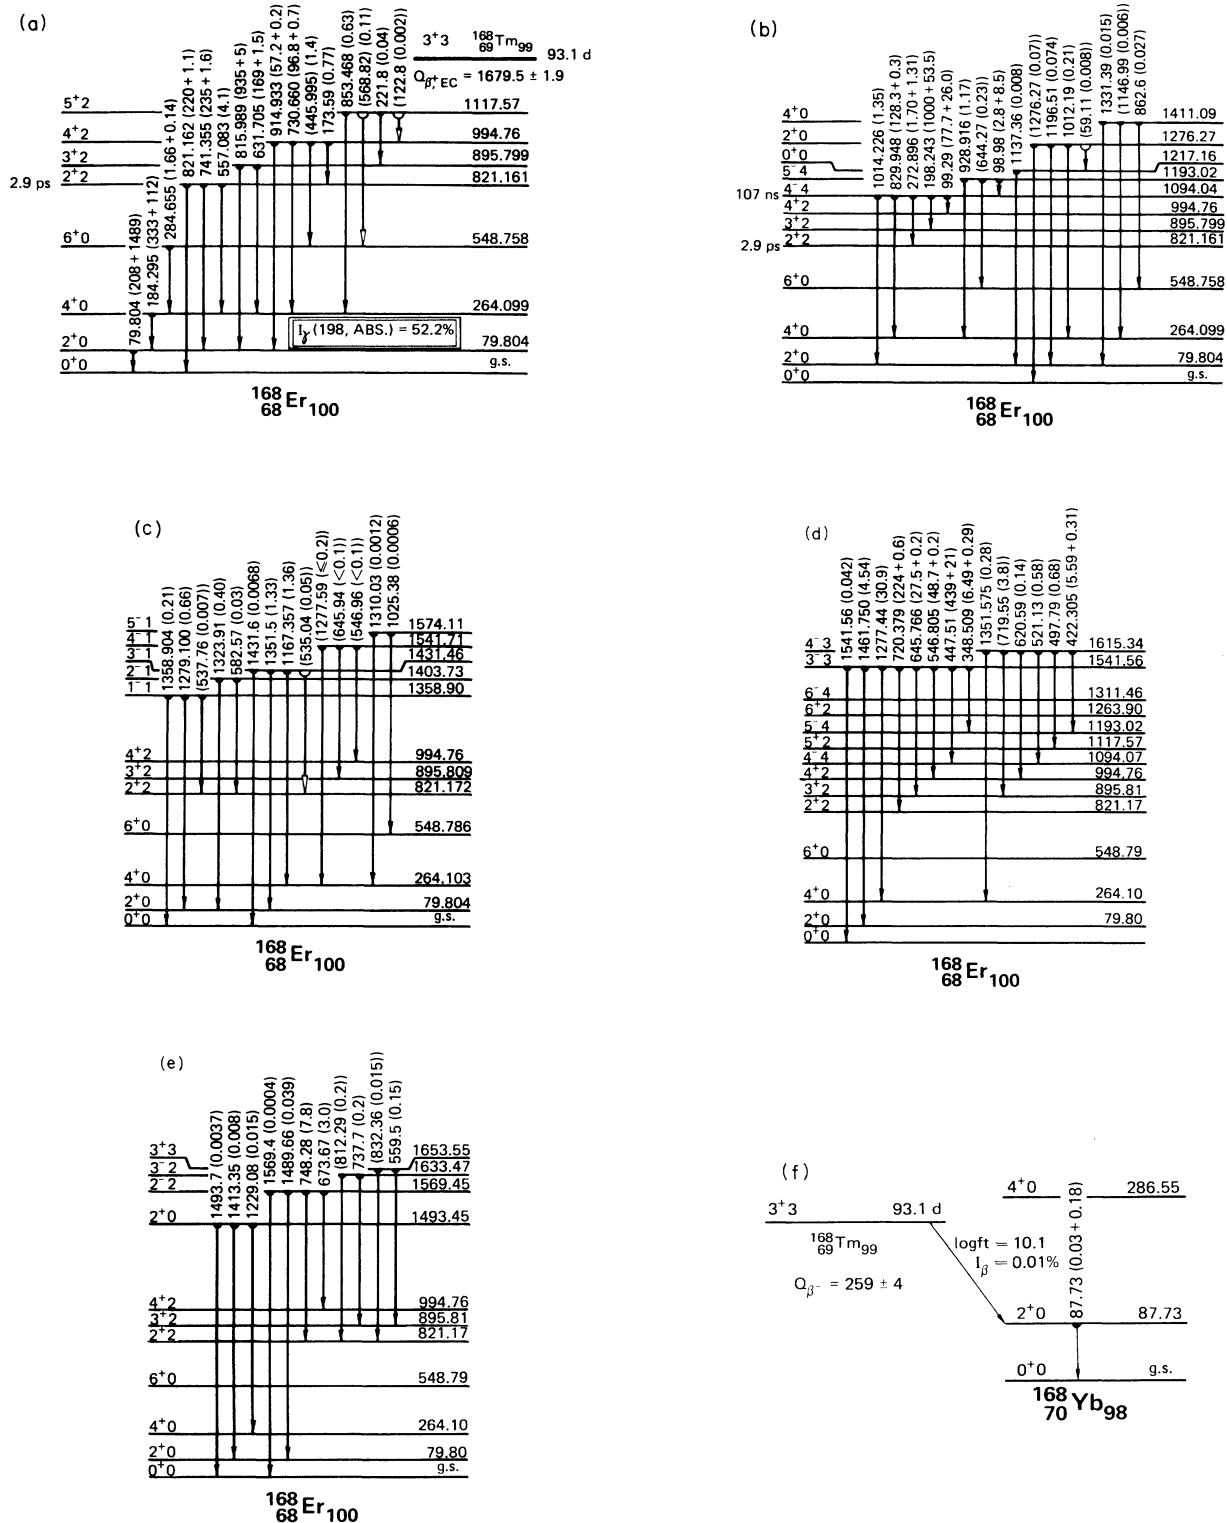 (a)
79.804 (208 + 1489)
184.295 (333 + 112)
284.655 (1.66 + 0.14)
821.162 (220 + 1.1)
741.355 (235 + 1.6)
557.083 (4.1)
815.989 (935 + 5)
631.705 (169 + 1.5)
914.933 (57.2 + 0.2)
730.660 (96.8 + 0.7)
(445.995) (1.4)
173.59 (0.77)
853.468 (0.63)
(568.82) (0.11)
221.8 (0.04)
(122.8 (0.002))
3+3 168 69 Tm 99 93.1 d
Qβ+,EC = 1679.5 ± 1.9
5+2 1117.57
4+2 994.76
3+2 895.799
2.9 ps 2+2 821.161
6+0 548.758
4+0 264.099
Iγ (198, ABS.) = 52.2%
2+0 79.804
0+0 g.s.
168 68 Er 100
(b)
1014.226 (1.35)
829.948 (128.3 + 0.3)
272.896 (1.70 + 1.31)
198.243 (1000 + 53.5)
99.29 (77.7 + 26.0)
928.916 (1.17)
(644.27 (0.23))
98.98 (2.8 + 8.5)
1137.36 (0.008)
(1276.27 (0.07))
1196.51 (0.074)
1012.19 (0.21)
(59.11 (0.008))
1331.39 (0.015)
(1146.99 (0.006))
862.6 (0.027)
4+0 1411.09
2+0 1276.27
0+0 1217.16
5-4 1193.02
107 ns 4-4 1094.04
4+2 994.76
3+2 895.799
2.9 ps 2+2 821.161
6+0 548.758
4+0 264.099
2+0 79.804
0+0 g.s.
168 68 Er 100
(c)
1358.904 (0.21)
1279.100 (0.66)
(537.76 (0.007))
1323.91 (0.40)
582.57 (0.03)
1431.6 (0.0068)
1351.5 (1.33)
1167.357 (1.36)
(535.04 (0.05))
(1277.59 (≤0.2))
(645.94 (<0.1))
(546.96 (<0.1))
1310.03 (0.0012)
1025.38 (0.0006)
5-1 1574.11
4-1 1541.71
3-1 1431.46
2-1 1403.73
1-1 1358.90
4+2 994.76
3+2 895.809
2+2 821.172
6+0 548.786
4+0 264.103
2+0 79.804
0+0 g.s.
168 68 Er 100
(d)
1541.56 (0.042)
1461.750 (4.54)
1277.44 (30.9)
720.379 (224 + 0.6)
645.766 (27.5 + 0.2)
546.805 (48.7 + 0.2)
447.51 (439 + 21)
348.509 (6.49 + 0.29)
1351.575 (0.28)
(719.55 (3.8))
620.59 (0.14)
521.13 (0.58)
497.79 (0.68)
422.305 (5.59 + 0.31)
4-3 1615.34
3-3 1541.56
6-4 1311.46
6+2 1263.90
5-4 1193.02
5+2 1117.57
4-4 1094.07
4+2 994.76
3+2 895.81
2+2 821.17
6+0 548.79
4+0 264.10
2+0 79.80
0+0
168 68 Er 100
(e)
1493.7 (0.0037)
1413.35 (0.008)
1229.08 (0.015)
1569.4 (0.0004)
1489.66 (0.039)
748.28 (7.8)
673.67 (3.0)
(812.29 (0.2))
737.7 (0.2)
(832.36 (0.015))
559.5 (0.15)
3+3 1653.55
3-2 1633.47
2-2 1569.45
2+0 1493.45
4+2 994.76
3+2 895.81
2+2 821.17
6+0 548.79
4+0 264.10
2+0 79.80
0+0 g.s.
168 68 Er 100
(f)
3+3 93.1 d
168 69 Tm 99
Qβ- = 259 ± 4
logft = 10.1
Iβ = 0.01%
87.73 (0.03 + 0.18)
4+0 286.55
2+0 87.73
0+0 g.s.
168 70 Yb 98